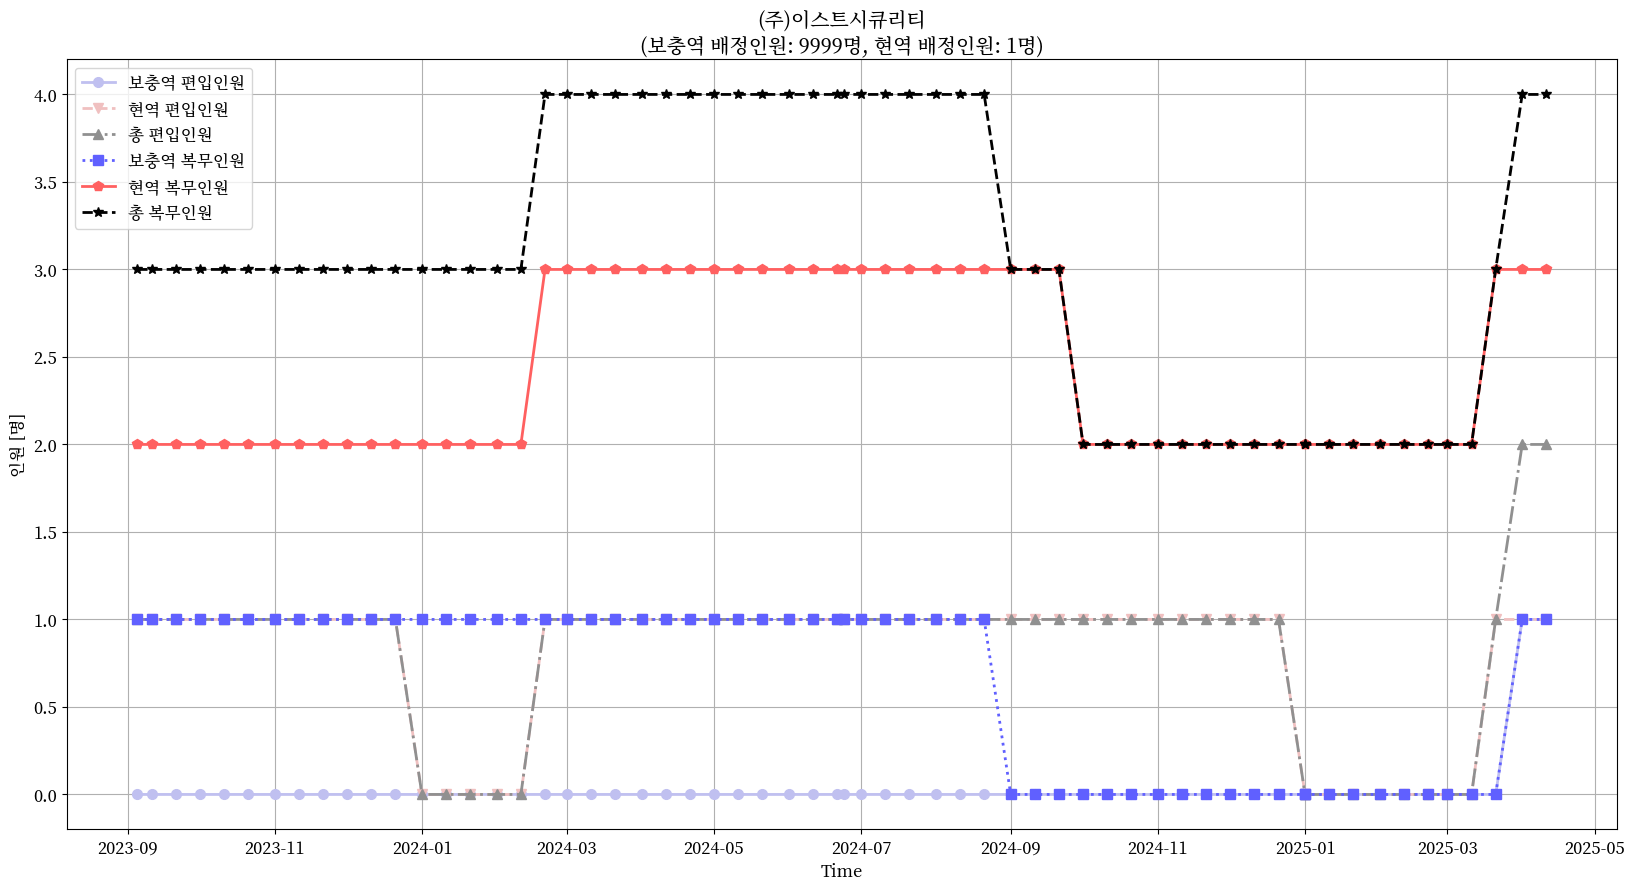 (주)이스트시큐리티
(보충역 배정인원: 9999명, 현역 배정인원: 1명)
보충역 편입인원
현역 편입인원
총 편입인원
보충역 복무인원
현역 복무인원
총 복무인원
4.0
3.5
3.0
2.5
2.0
1.5
1.0
0.5
0.0
인원 [명]
2023-09 2023-11 2024-01 2024-03 2024-05 2024-07 2024-09 2024-11 2025-01 2025-03 2025-05
Time